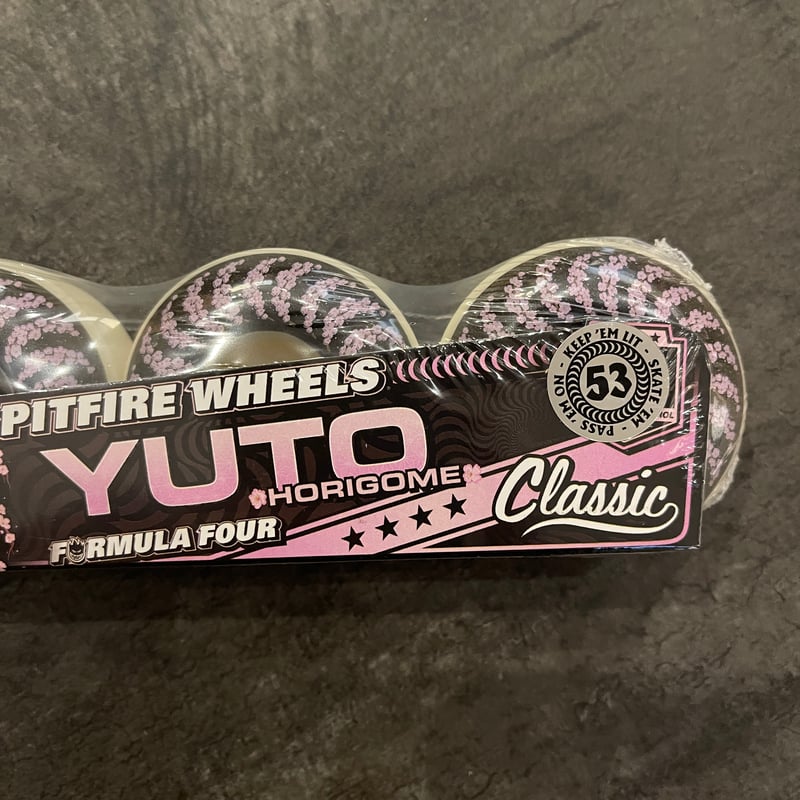 PITFIRE WHEELS
YUTO
HORIGOME
FORMULA FOUR
Classic
KEEP 'EM LIT - SKATE 'EM - PASS 'EM ON -
53